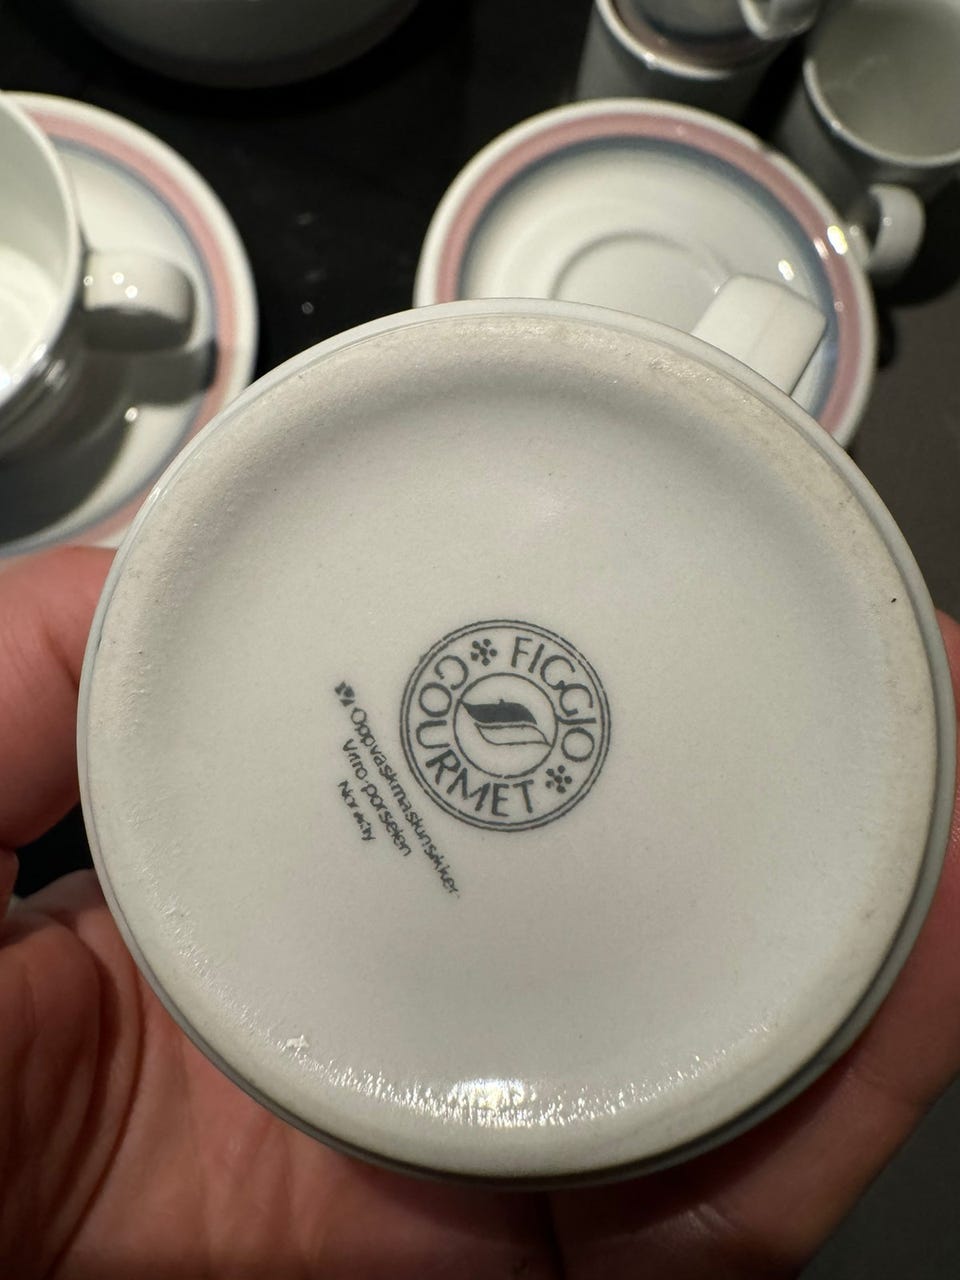 FIGGJO
GOURMET
Oppvaskmaskinsikker
Vitro-porselen
Norway